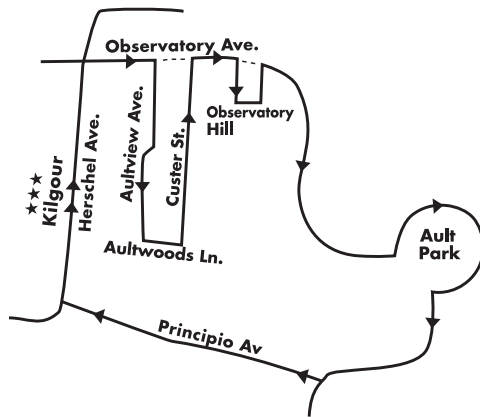 Observatory Ave.
Observatory
Hill
Aultview Ave.
Custer St.
Aultwoods Ln.
★★★
Kilgour
Herschel Ave.
Ault
Park
Principio Av